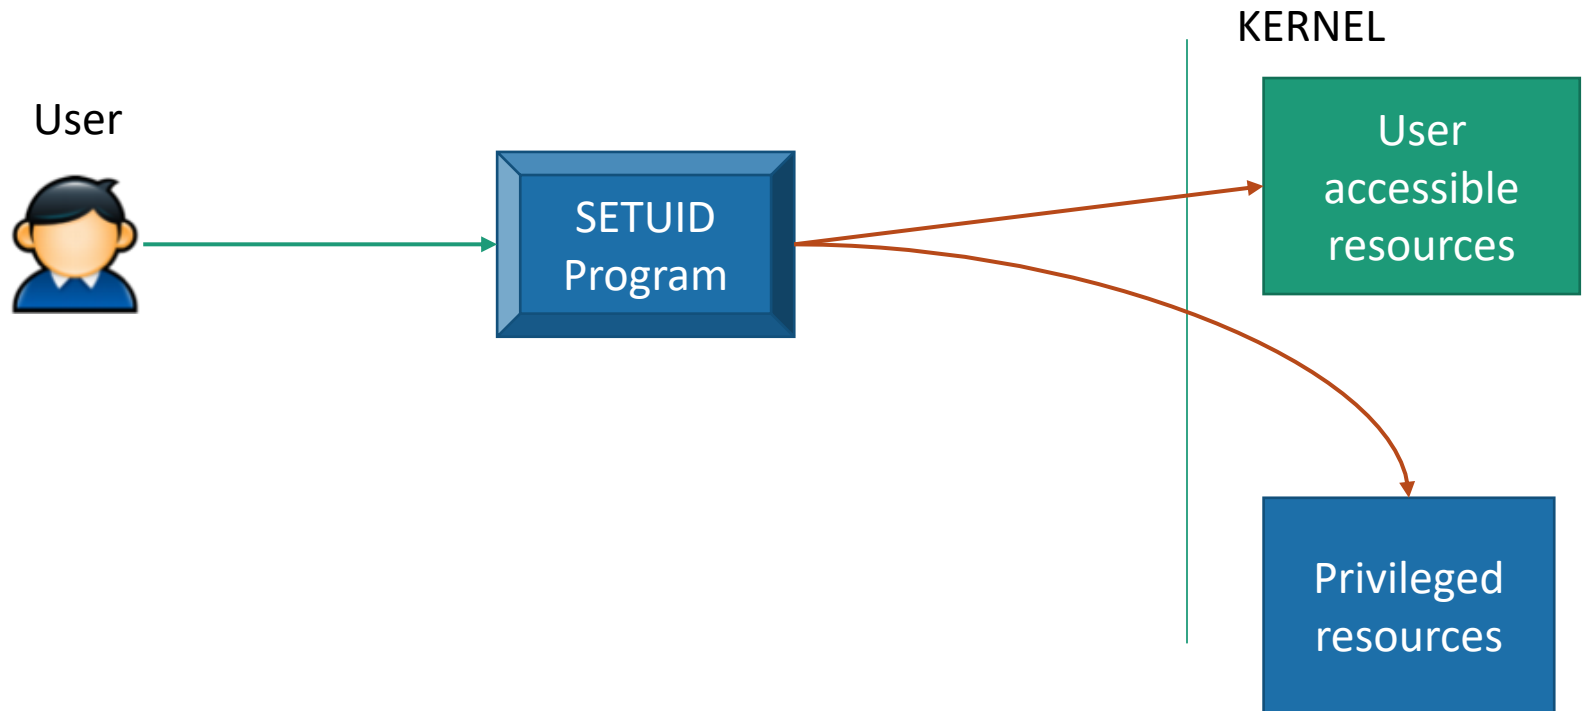 KERNEL
User
SETUID
Program
User
accessible
resources
Privileged
resources